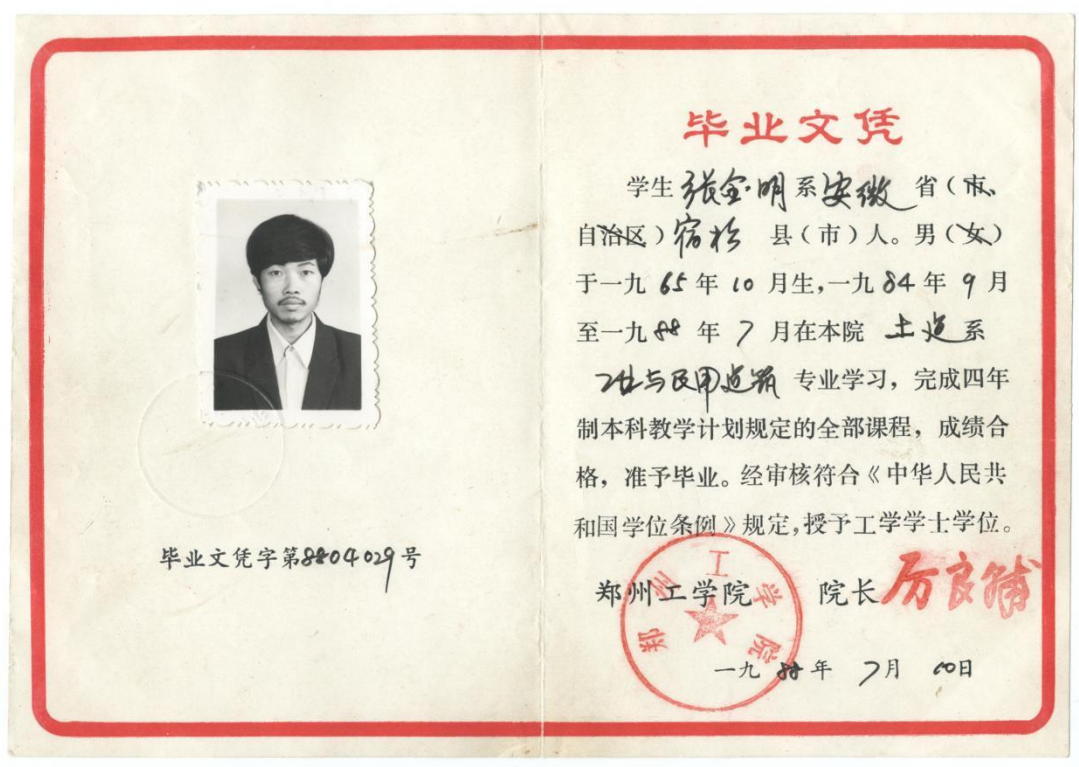 毕业文凭
学生张金明系安徽省（市、
自治区）宿松县（市）人。男（女）
于一九65年10月生，一九84年9月
至一九88年7月在本院土建系
工业与民用建筑专业学习，完成四年
制本科教学计划规定的全部课程，成绩合
格，准予毕业。经审核符合《中华人民共
和国学位条例》规定，授予工学学士学位。
郑州工学院 院长厉良辅
郑州工学院
一九88年7月10日
毕业文凭字第8804029号